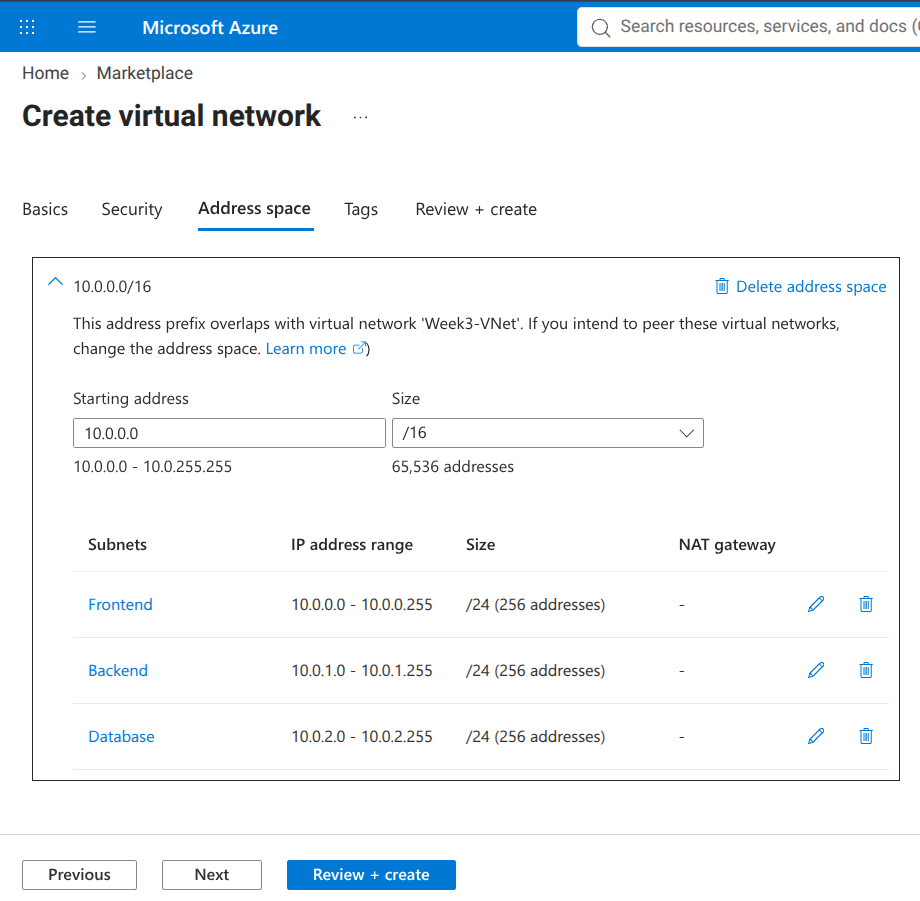 Microsoft Azure
Search resources, services, and docs (
Home > Marketplace
Create virtual network ...
Basics Security Address space Tags Review + create
10.0.0.0/16 Delete address space
This address prefix overlaps with virtual network 'Week3-VNet'. If you intend to peer these virtual networks,
change the address space. Learn more )
Starting address Size
10.0.0.0 /16
10.0.0.0 - 10.0.255.255 65,536 addresses
Subnets IP address range Size NAT gateway
Frontend 10.0.0.0 - 10.0.0.255 /24 (256 addresses) -
Backend 10.0.1.0 - 10.0.1.255 /24 (256 addresses) -
Database 10.0.2.0 - 10.0.2.255 /24 (256 addresses) -
Previous Next Review + create